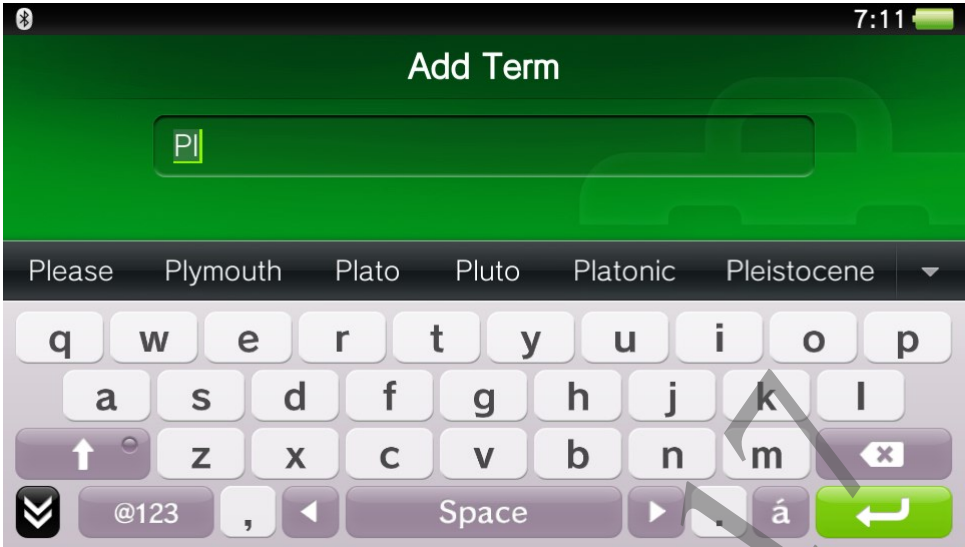 7:11
Add Term
Pl
Please Plymouth Plato Pluto Platonic Pleistocene
q w e r t y u i o p
a s d f g h j k l
z x c v b n m
@123 , Space . á